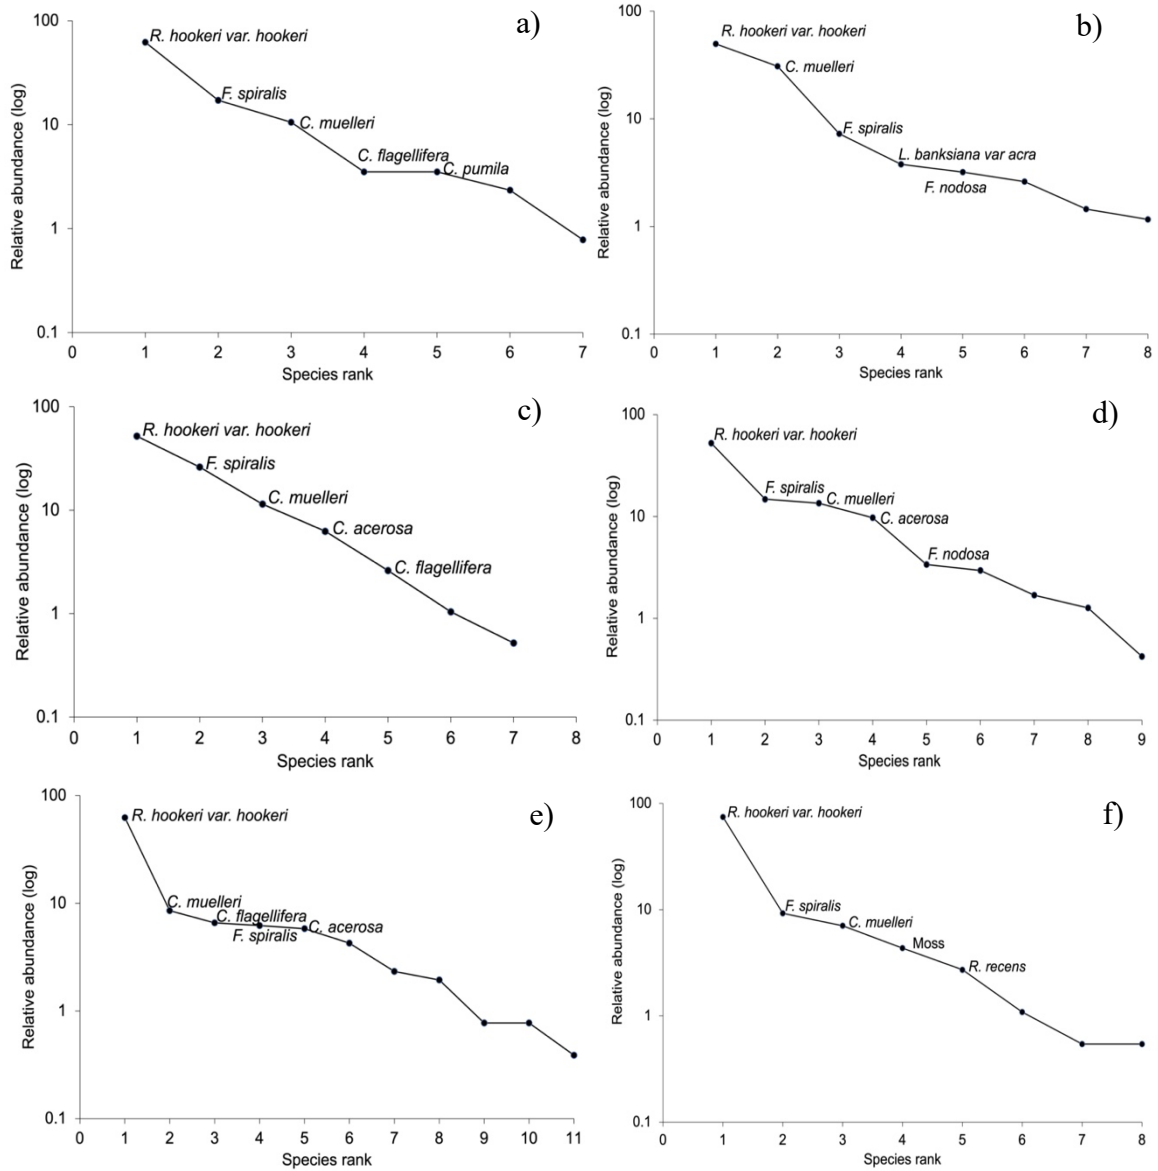 a)
100
10
1
0.1
Relative abundance (log)
R. hookeri var. hookeri
F. spiralis
C. muelleri
C. flagellifera
C. pumila
0 1 2 3 4 5 6 7
Species rank
b)
100
10
1
0.1
Relative abundance (log)
R. hookeri var. hookeri
C. muelleri
F. spiralis
L. banksiana var acra
F. nodosa
0 1 2 3 4 5 6 7 8
Species rank
c)
100
10
1
0.1
Relative abundance (log)
R. hookeri var. hookeri
F. spiralis
C. muelleri
C. acerosa
C. flagellifera
0 1 2 3 4 5 6 7 8
Species rank
d)
100
10
1
0.1
Relative abundance (log)
R. hookeri var. hookeri
F. spiralis
C. muelleri
C. acerosa
F. nodosa
0 1 2 3 4 5 6 7 8 9
Species rank
e)
100
10
1
0.1
Relative abundance (log)
R. hookeri var. hookeri
C. muelleri
C. flagellifera
F. spiralis
C. acerosa
0 1 2 3 4 5 6 7 8 9 10 11
Species rank
f)
100
10
1
0.1
Relative abundance (log)
R. hookeri var. hookeri
F. spiralis
C. muelleri
Moss
R. recens
0 1 2 3 4 5 6 7 8
Species rank